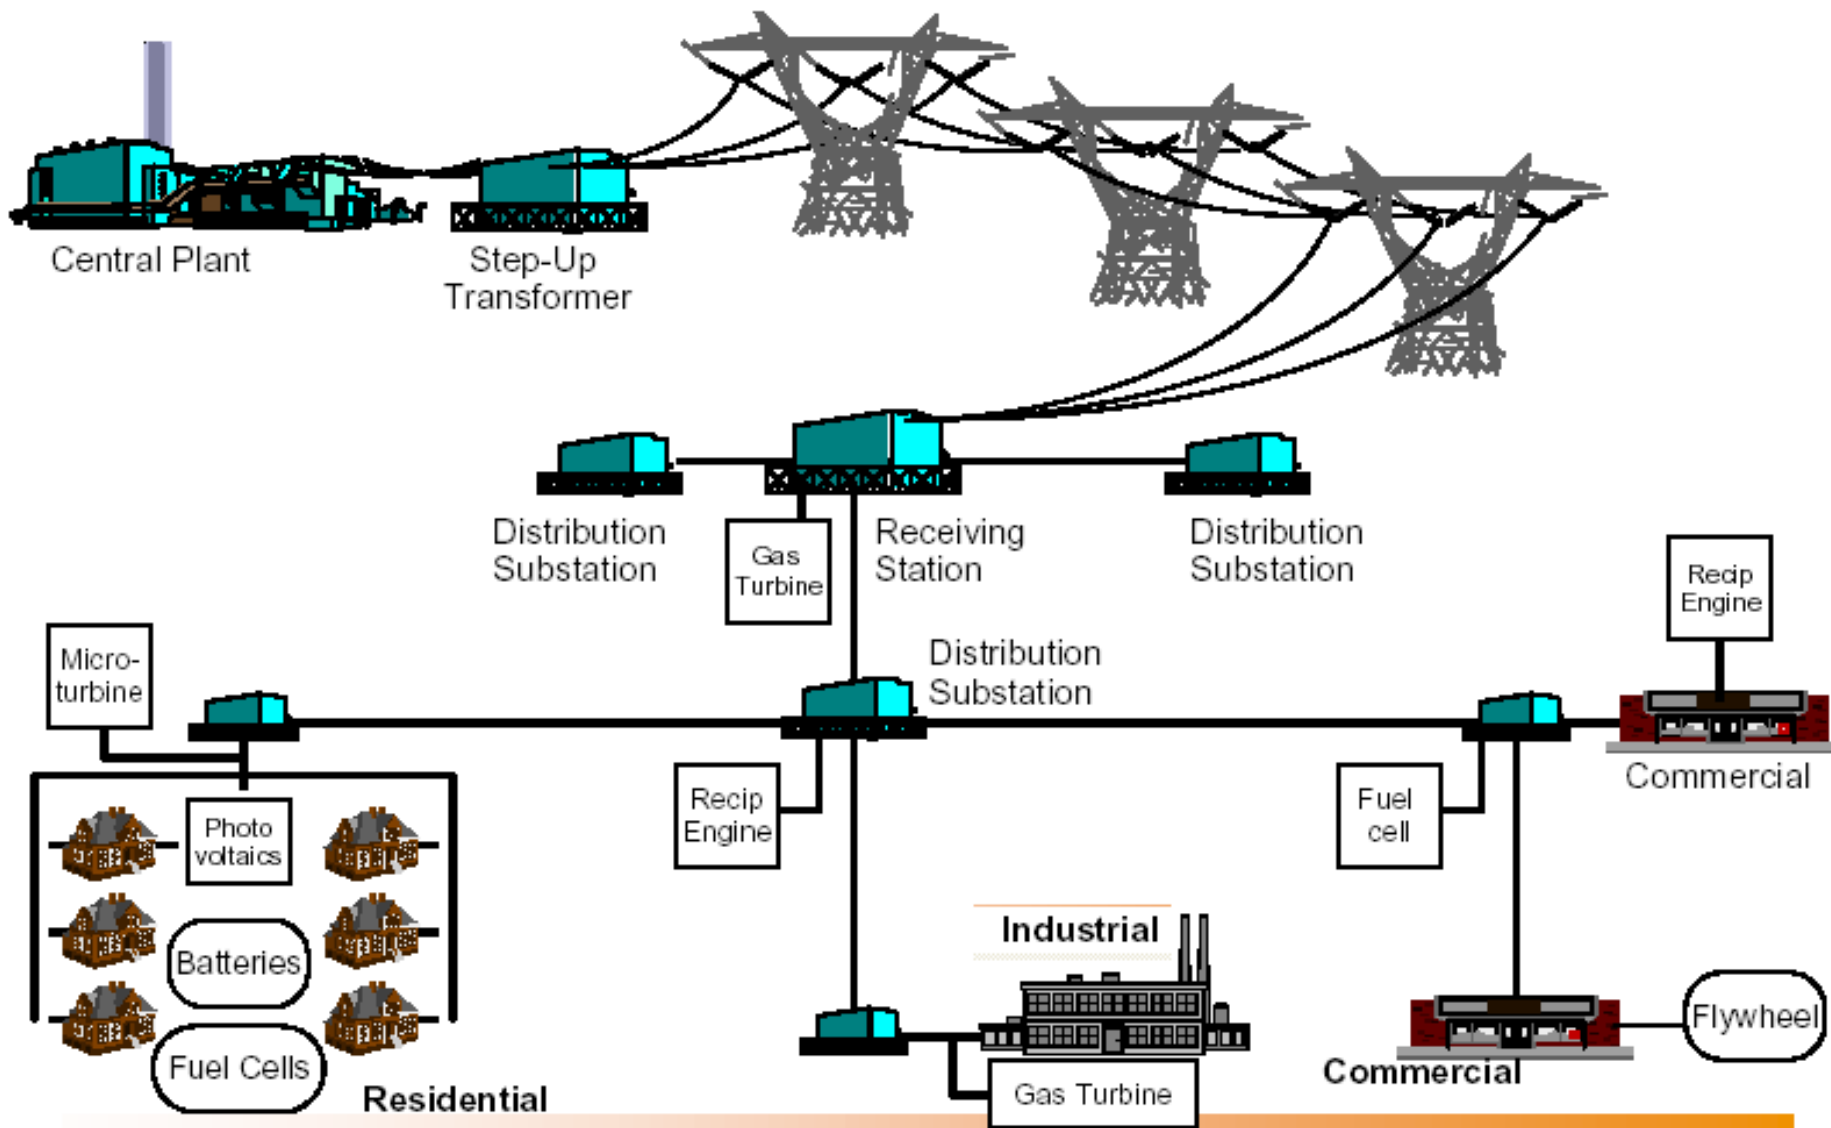 Central Plant
Step-Up
Transformer
Distribution
Substation
Gas
Turbine
Receiving
Station
Distribution
Substation
Recip
Engine
Micro-
turbine
Distribution
Substation
Commercial
Recip
Engine
Fuel
cell
Photo
voltaics
Batteries
Fuel Cells
Residential
Industrial
Gas Turbine
Flywheel
Commercial